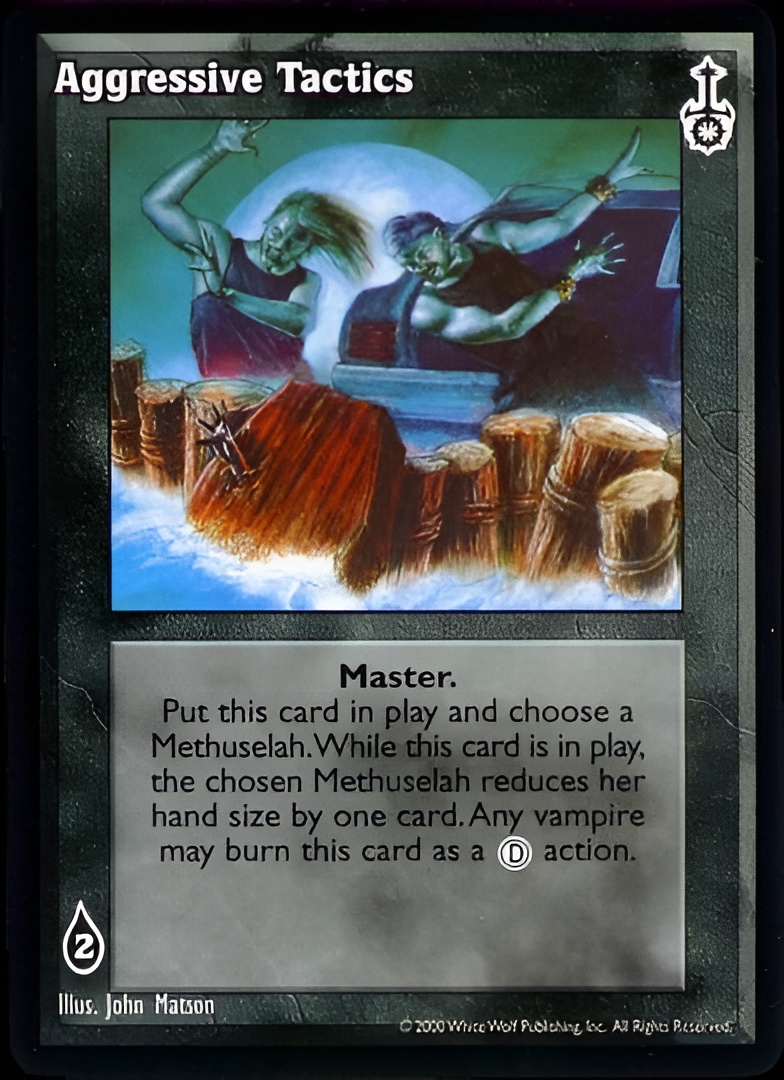 Aggressive Tactics
Master.
Put this card in play and choose a
Methuselah. While this card is in play,
the chosen Methuselah reduces her
hand size by one card. Any vampire
may burn this card as a D action.
2
Illus. John Matson
© 2000 White Wolf Publishing, Inc. All Rights Reserved.